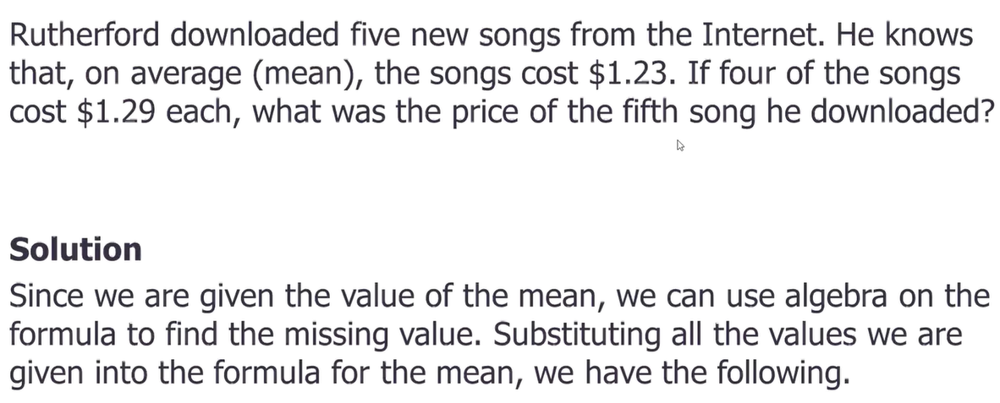 Rutherford downloaded five new songs from the Internet. He knows
that, on average (mean), the songs cost $1.23. If four of the songs
cost $1.29 each, what was the price of the fifth song he downloaded?
Solution
Since we are given the value of the mean, we can use algebra on the
formula to find the missing value. Substituting all the values we are
given into the formula for the mean, we have the following.